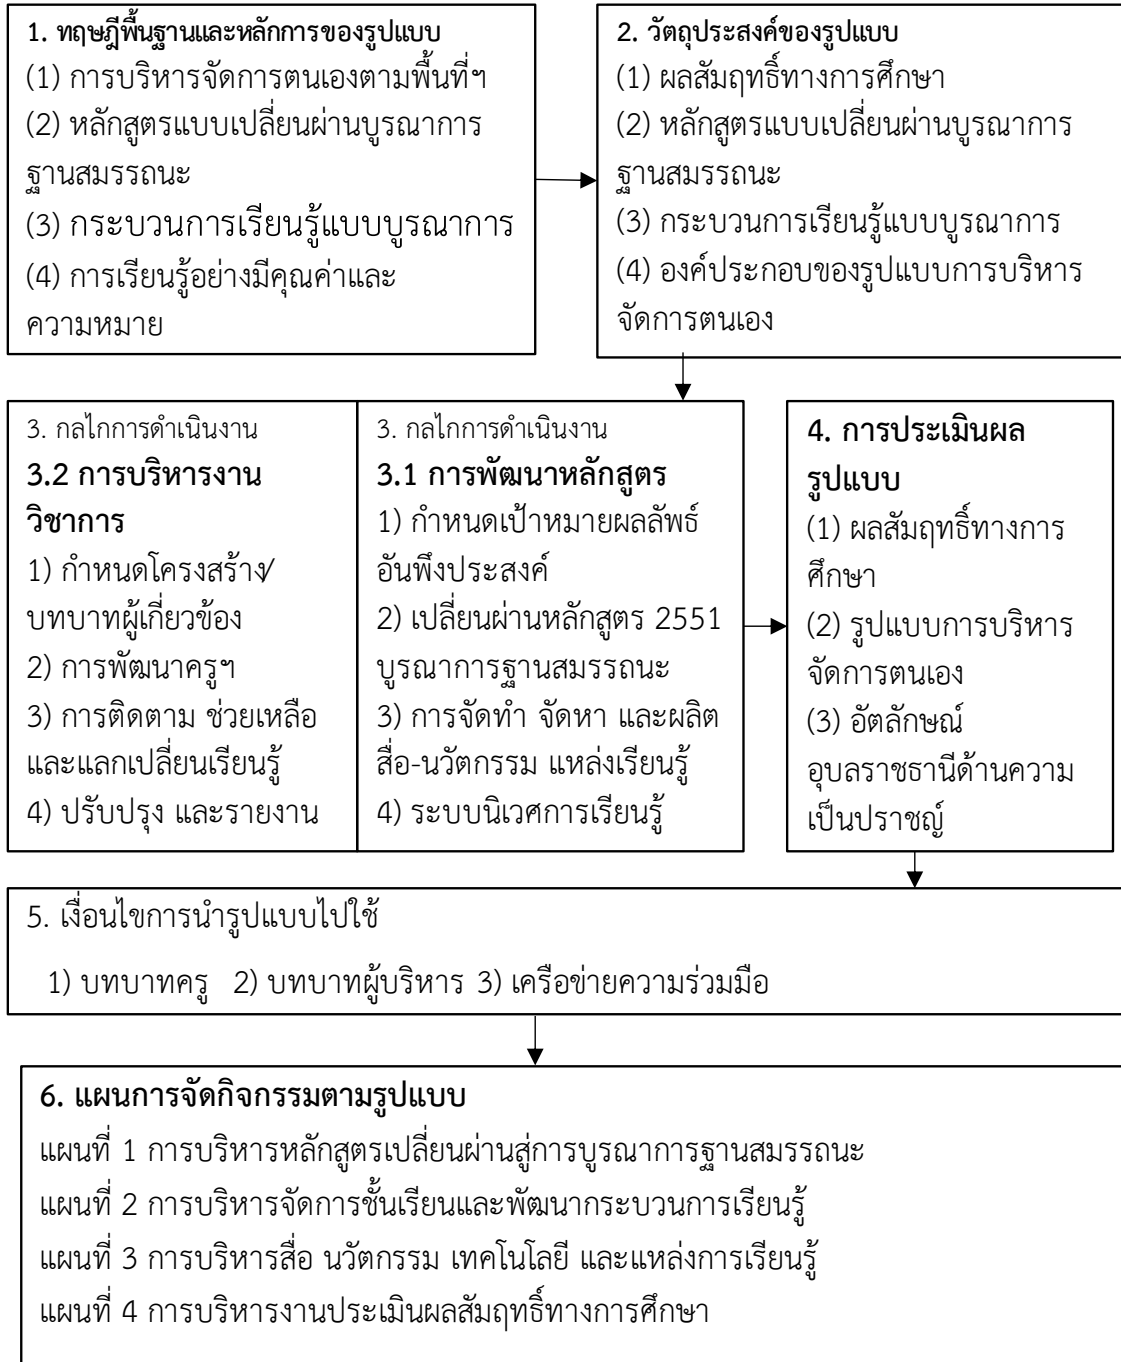 1. ทฤษฎีพื้นฐานและหลักการของรูปแบบ
(1) การบริหารจัดการตนเองตามพื้นที่ฯ
(2) หลักสูตรแบบเปลี่ยนผ่านบูรณาการ
ฐานสมรรถนะ
(3) กระบวนการเรียนรู้แบบบูรณาการ
(4) การเรียนรู้อย่างมีคุณค่าและ
ความหมาย
2. วัตถุประสงค์ของรูปแบบ
(1) ผลสัมฤทธิ์ทางการศึกษา
(2) หลักสูตรแบบเปลี่ยนผ่านบูรณาการ
ฐานสมรรถนะ
(3) กระบวนการเรียนรู้แบบบูรณาการ
(4) องค์ประกอบของรูปแบบการบริหาร
จัดการตนเอง
3. กลไกการดำเนินงาน
3.2 การบริหารงาน
วิชาการ
1) กำหนดโครงสร้าง/
บทบาทผู้เกี่ยวข้อง
2) การพัฒนาครูฯ
3) การติดตาม ช่วยเหลือ
และแลกเปลี่ยนเรียนรู้
4) ปรับปรุง และรายงาน
3. กลไกการดำเนินงาน
3.1 การพัฒนาหลักสูตร
1) กำหนดเป้าหมายผลลัพธ์
อันพึงประสงค์
2) เปลี่ยนผ่านหลักสูตร 2551
บูรณาการฐานสมรรถนะ
3) การจัดทำ จัดหา และผลิต
สื่อ-นวัตกรรม แหล่งเรียนรู้
4) ระบบนิเวศการเรียนรู้
4. การประเมินผล
รูปแบบ
(1) ผลสัมฤทธิ์ทางการ
ศึกษา
(2) รูปแบบการบริหาร
จัดการตนเอง
(3) อัตลักษณ์
อุบลราชธานีด้านความ
เป็นปราชญ์
5. เงื่อนไขการนำรูปแบบไปใช้
1) บทบาทครู 2) บทบาทผู้บริหาร 3) เครือข่ายความร่วมมือ
6. แผนการจัดกิจกรรมตามรูปแบบ
แผนที่ 1 การบริหารหลักสูตรเปลี่ยนผ่านสู่การบูรณาการฐานสมรรถนะ
แผนที่ 2 การบริหารจัดการชั้นเรียนและพัฒนากระบวนการเรียนรู้
แผนที่ 3 การบริหารสื่อ นวัตกรรม เทคโนโลยี และแหล่งการเรียนรู้
แผนที่ 4 การบริหารงานประเมินผลสัมฤทธิ์ทางการศึกษา